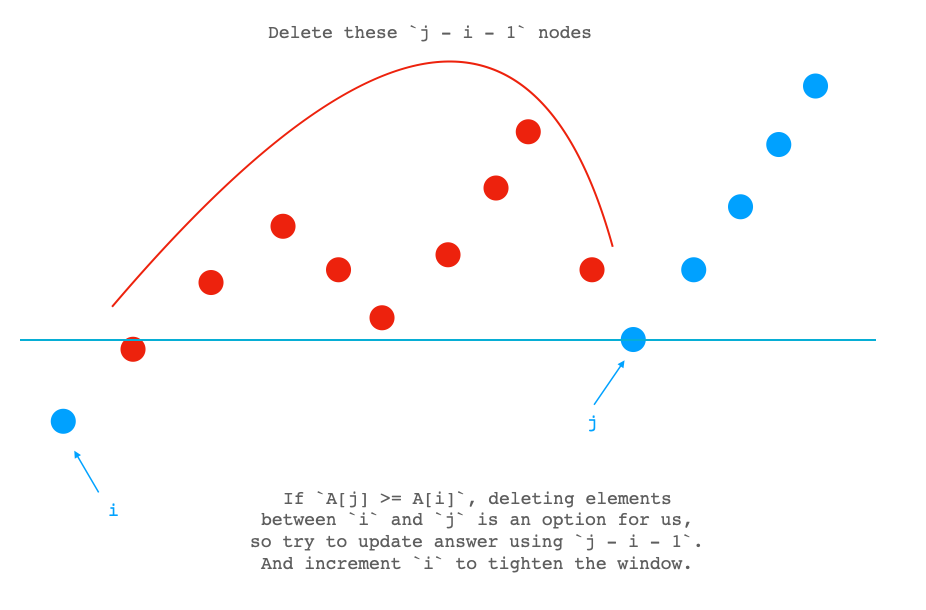 Delete these `j - i - 1` nodes
j
i
If `A[j] >= A[i]`, deleting elements
between `i` and `j` is an option for us,
so try to update answer using `j - i - 1`.
And increment `i` to tighten the window.